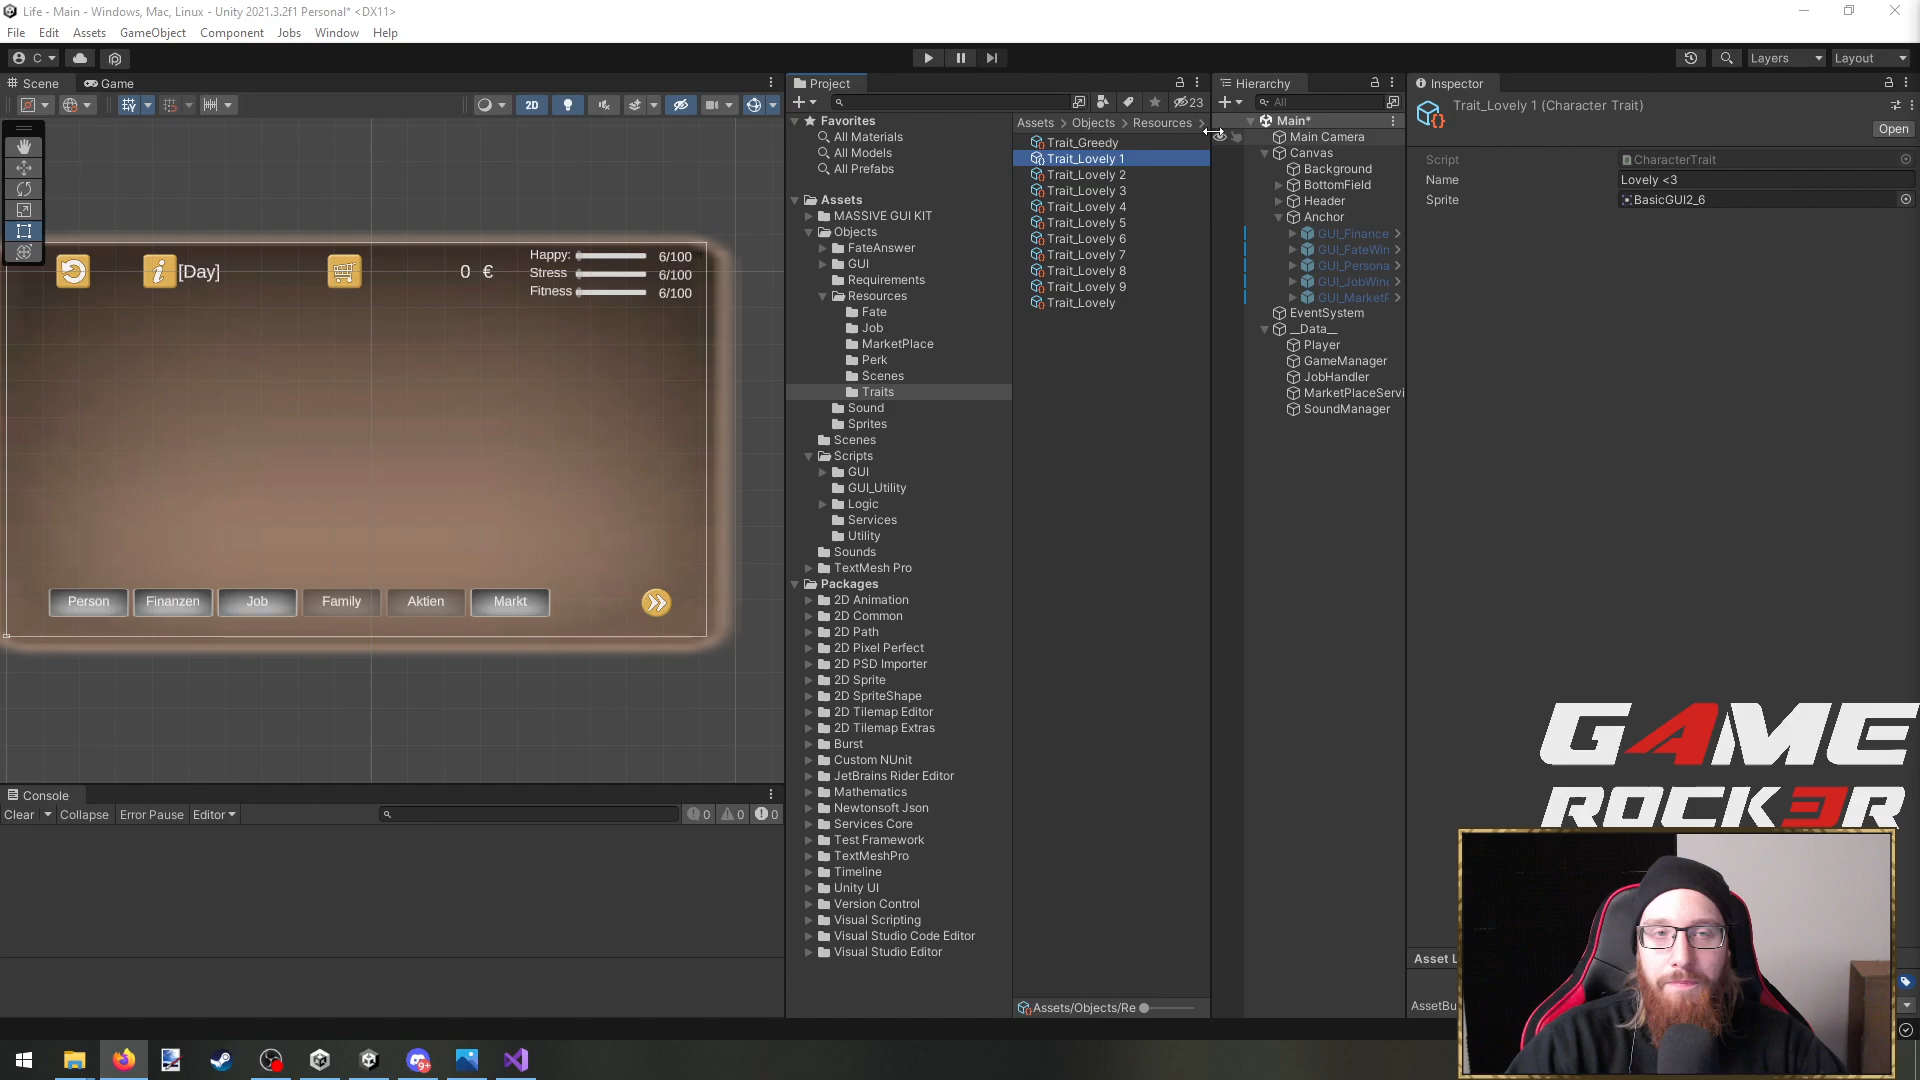 Life - Main - Windows, Mac, Linux - Unity 2021.3.2f1 Personal* <DX11>
File Edit Assets GameObject Component Jobs Window Help
C
Layers Layout
Scene Game
2D
Happy: 6/100
Stress 6/100
Fitness 6/100
[Day]
0 €
Person Finanzen Job Family Aktien Markt
Console
Clear Collapse Error Pause Editor
0 0 0
Project
23
Favorites
All Materials
All Models
All Prefabs
Assets
MASSIVE GUI KIT
Objects
FateAnswer
GUI
Requirements
Resources
Fate
Job
MarketPlace
Perk
Scenes
Traits
Sound
Sprites
Scenes
Scripts
GUI
GUI_Utility
Logic
Services
Utility
Sounds
TextMesh Pro
Packages
2D Animation
2D Common
2D Path
2D Pixel Perfect
2D PSD Importer
2D Sprite
2D SpriteShape
2D Tilemap Editor
2D Tilemap Extras
Burst
Custom NUnit
JetBrains Rider Editor
Mathematics
Newtonsoft Json
Services Core
Test Framework
TextMeshPro
Timeline
Unity UI
Version Control
Visual Scripting
Visual Studio Code Editor
Visual Studio Editor
Assets > Objects > Resources >
Trait_Greedy
Trait_Lovely 1
Trait_Lovely 2
Trait_Lovely 3
Trait_Lovely 4
Trait_Lovely 5
Trait_Lovely 6
Trait_Lovely 7
Trait_Lovely 8
Trait_Lovely 9
Trait_Lovely
Assets/Objects/Re
Hierarchy
All
Main*
Main Camera
Canvas
Background
BottomField
Header
Anchor
GUI_Finance
GUI_FateWin
GUI_Persona
GUI_JobWin
GUI_MarketP
EventSystem
__Data__
Player
GameManager
JobHandler
MarketPlaceServi
SoundManager
Inspector
Trait_Lovely 1 (Character Trait)
Open
Script CharacterTrait
Name Lovely <3
Sprite BasicGUI2_6
GAME
ROCK3R
Asset L
AssetBu
9+